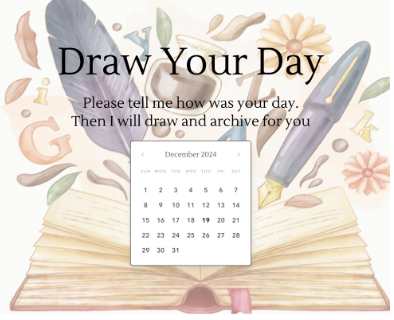 Draw Your Day
Please tell me how was your day.
Then I will draw and archive for you
December 2024
SUN MON TUE WED THU FRI SAT
1 2 3 4 5 6 7
8 9 10 11 12 13 14
15 16 17 18 19 20 21
22 23 24 25 26 27 28
29 30 31
G
i
k